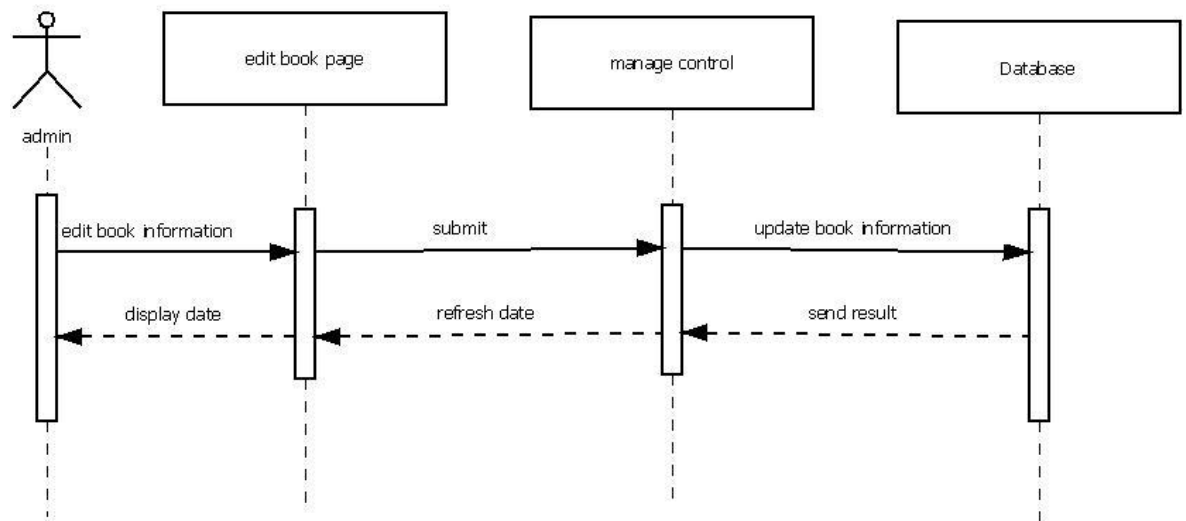 edit book page
manage control
Database
admin
edit book information
submit
update book information
display date
refresh date
send result